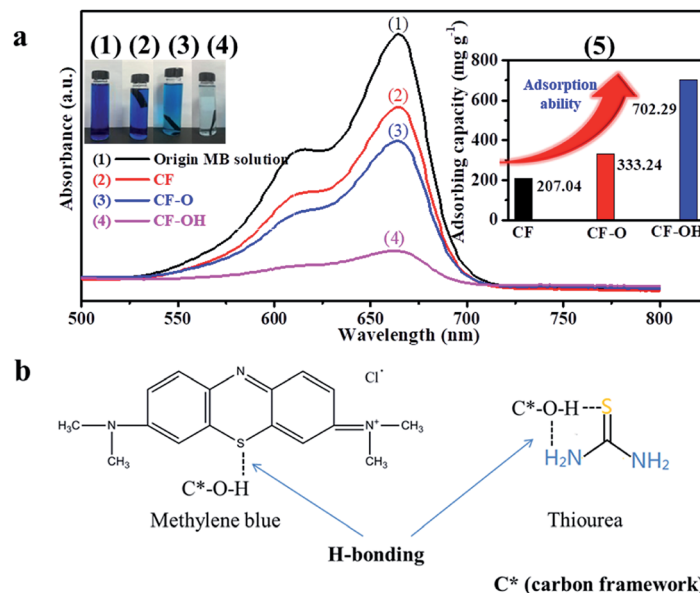 a
(1) (2) (3) (4)
(1)
(2)
(3)
(4)
(1) Origin MB solution
(2) CF
(3) CF-O
(4) CF-OH
Absorbance (a.u.)
500 550 600 650 700 750 800
Wavelength (nm)
(5)
Adsorbing capacity (mg g⁻¹)
800
600
400
200
0
Adsorption
ability
207.04
333.24
702.29
CF CF-O CF-OH
b
N
Cl
H₃C
N
CH₃
S
N⁺
CH₃
CH₃
C*-O-H
Methylene blue
C*-O-H
S
H₂N
NH₂
Thiourea
H-bonding
C* (carbon framework)